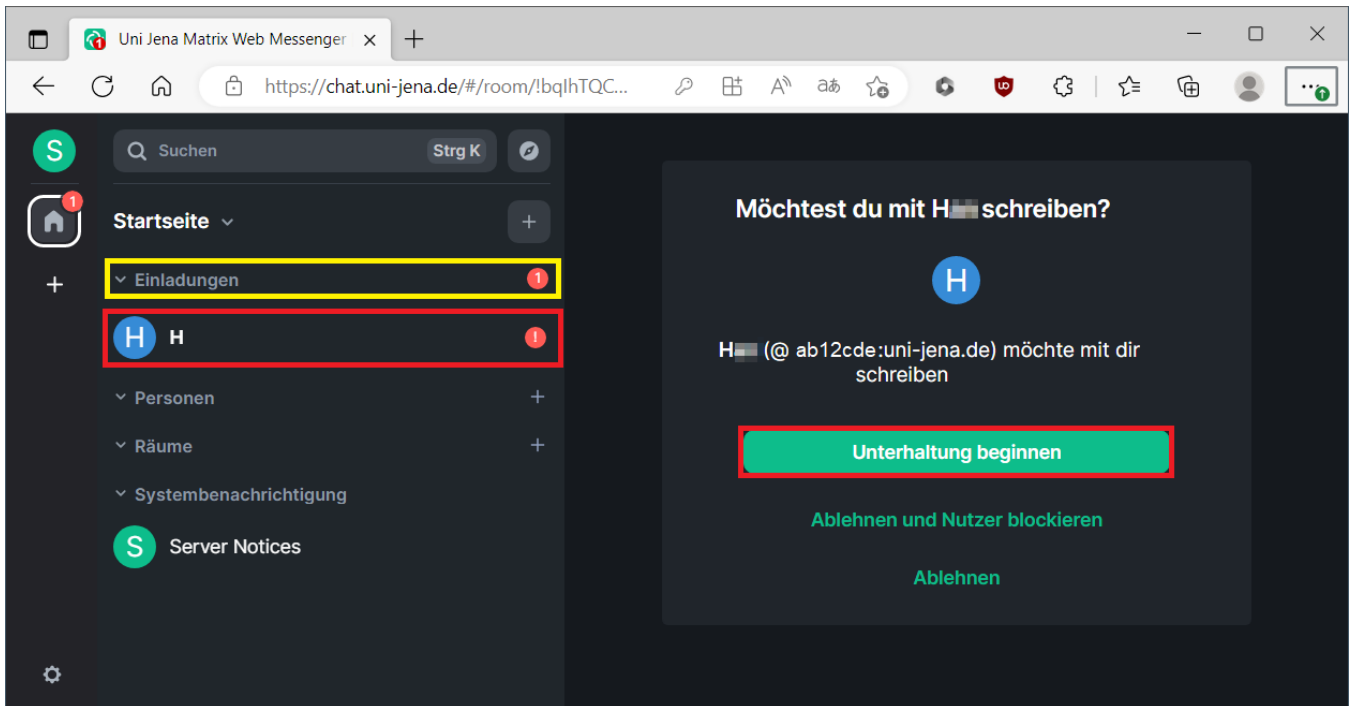 Uni Jena Matrix Web Messenger
https://chat.uni-jena.de/#/room/!bqIhTQC...
S
Suchen Strg K
1
Startseite
Einladungen 1
H H !
Personen
Räume
Systembenachrichtigung
S Server Notices
Möchtest du mit H schreiben?
H
H (@ ab12cde:uni-jena.de) möchte mit dir
schreiben
Unterhaltung beginnen
Ablehnen und Nutzer blockieren
Ablehnen